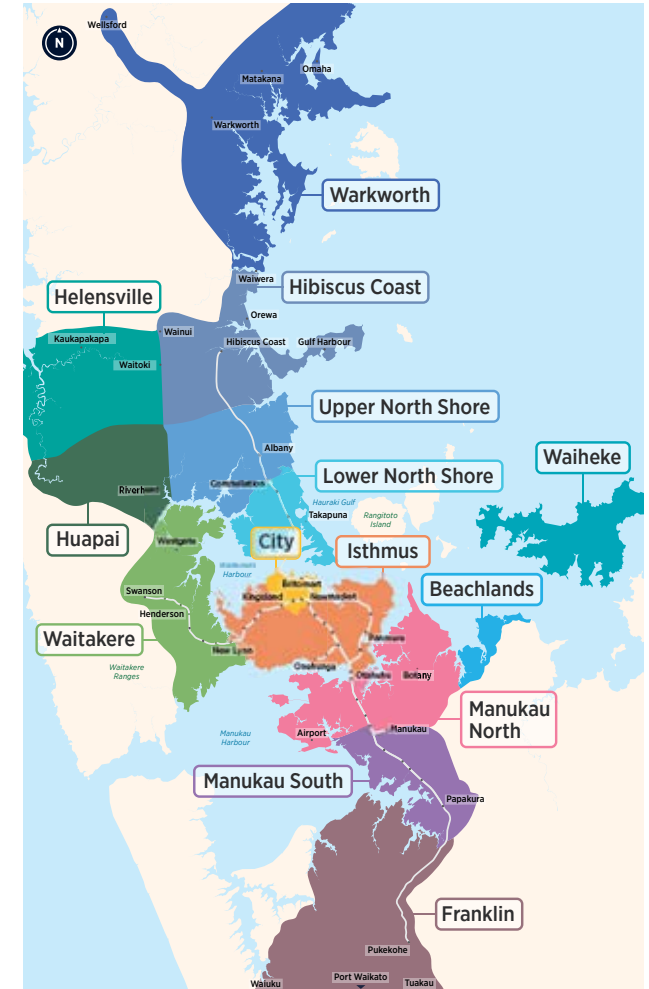 Wellsford
N
Omaha
Matakana
Warkworth
Warkworth
Waiwera
Hibiscus Coast
Helensville
Orewa
Wainui
Kaukapakapa
Hibiscus Coast
Gulf Harbour
Waitoki
Upper North Shore
Albany
Waiheke
Lower North Shore
Constellation
Riverhead
Hauraki Gulf
Takapuna
Rangitoto
Island
Huapai
Westgate
City
Isthmus
Harbour
Britomart
Beachlands
Swanson
Kingsland
Newmarket
Henderson
Waitakere
Panmure
New Lynn
Waitakere
Ranges
Onehunga
Otahuhu
Botany
Manukau
North
Manukau
Harbour
Airport
Manukau
Manukau South
Papakura
Franklin
Pukekohe
Port Waikato
Waiuku
Tuakau